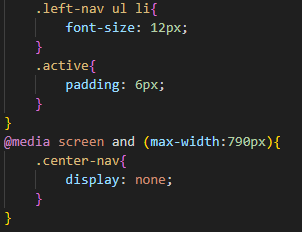 .left-nav ul li{
font-size: 12px;
}
.active{
padding: 6px;
}
}
@media screen and (max-width:790px){
.center-nav{
display: none;
}
}